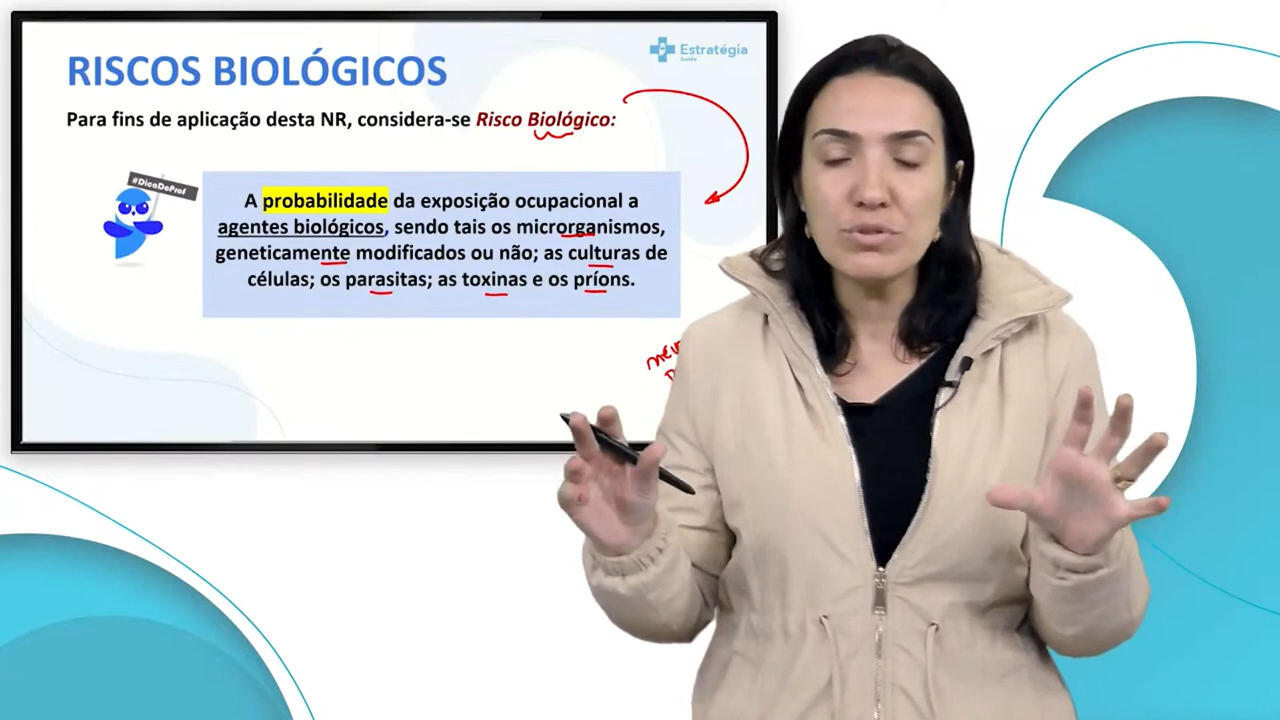 RISCOS BIOLÓGICOS
Estratégia
Saúde
Para fins de aplicação desta NR, considera-se Risco Biológico:
#DicaDoProf
A probabilidade da exposição ocupacional a
agentes biológicos, sendo tais os microrganismos,
geneticamente modificados ou não; as culturas de
células; os parasitas; as toxinas e os príons.